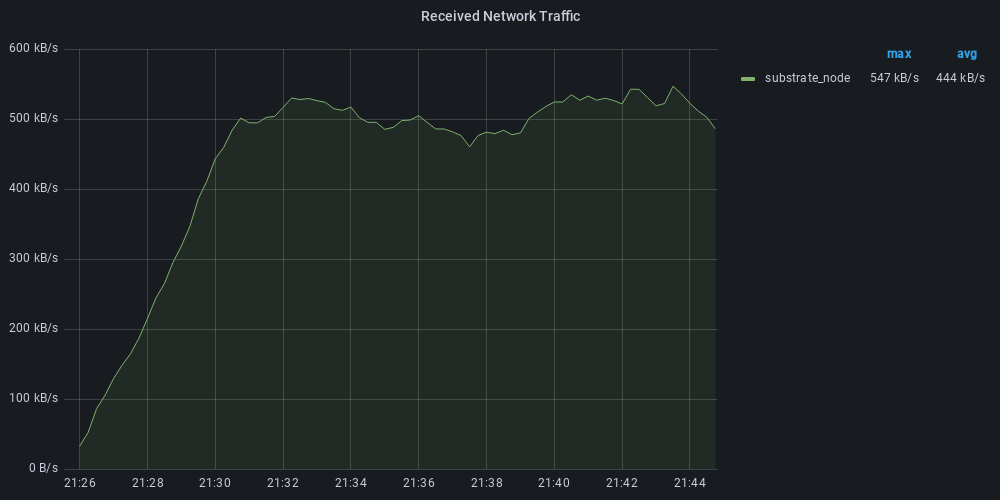 Received Network Traffic
600 kB/s
500 kB/s
400 kB/s
300 kB/s
200 kB/s
100 kB/s
0 B/s
21:26 21:28 21:30 21:32 21:34 21:36 21:38 21:40 21:42 21:44
max avg
substrate_node 547 kB/s 444 kB/s